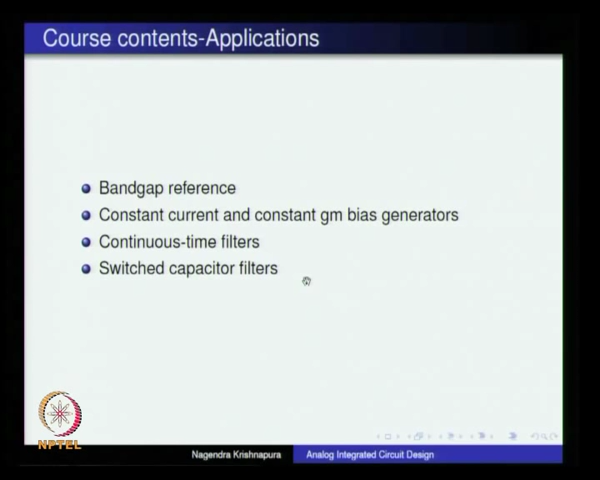 Course contents-Applications
Bandgap reference
Constant current and constant gm bias generators
Continuous-time filters
Switched capacitor filters
NPTEL
Nagendra Krishnapura
Analog Integrated Circuit Design